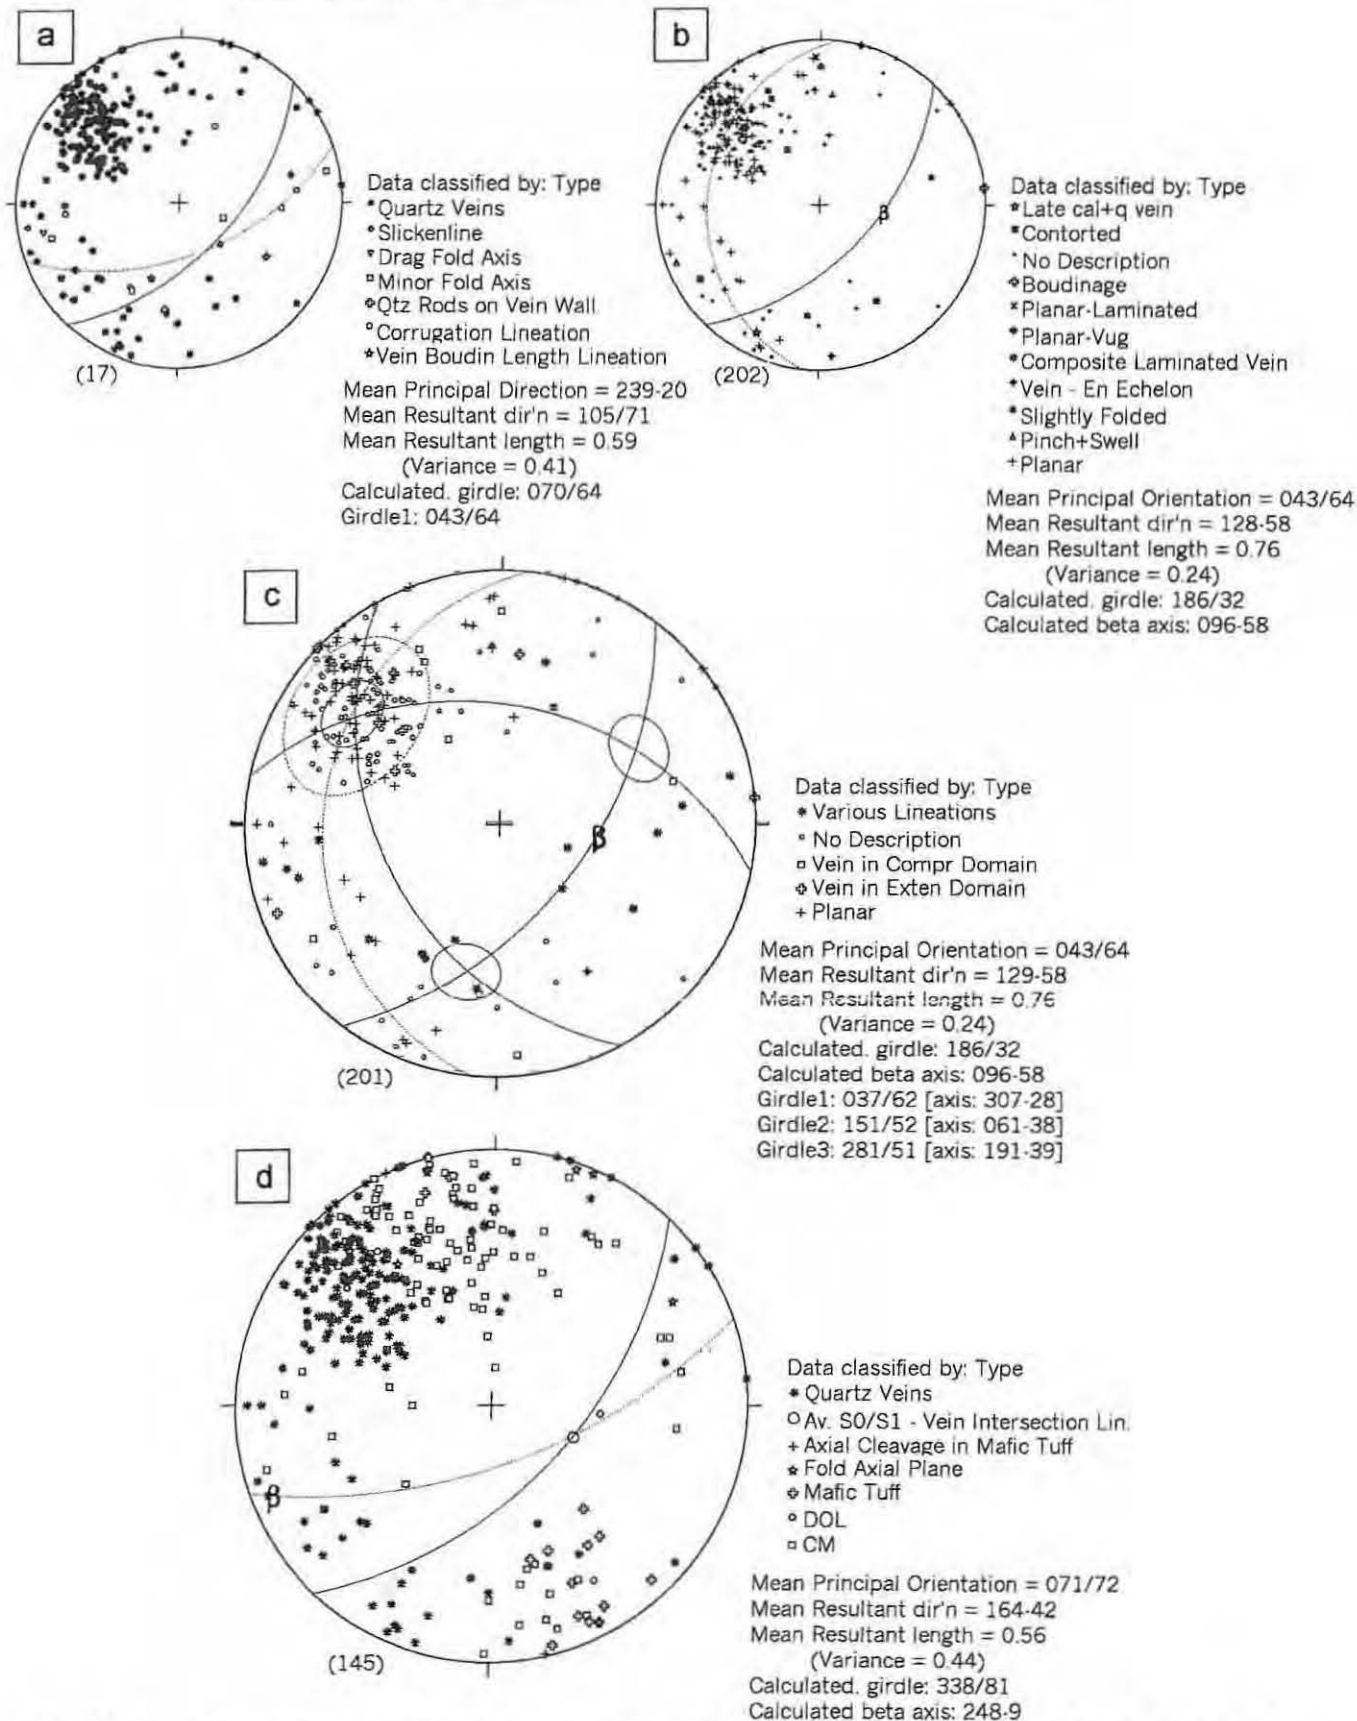 a
Data classified by: Type
Quartz Veins
Slickenline
Drag Fold Axis
Minor Fold Axis
Qtz Rods on Vein Wall
Corrugation Lineation
Vein Boudin Length Lineation
(17)
Mean Principal Direction = 239-20
Mean Resultant dir'n = 105/71
Mean Resultant length = 0.59
(Variance = 0.41)
Calculated. girdle: 070/64
Girdle1: 043/64
b
β
Data classified by: Type
Late cal+q vein
Contorted
No Description
Boudinage
Planar-Laminated
Planar-Vug
Composite Laminated Vein
Vein - En Echelon
Slightly Folded
Pinch+Swell
Planar
(202)
Mean Principal Orientation = 043/64
Mean Resultant dir'n = 128-58
Mean Resultant length = 0.76
(Variance = 0.24)
Calculated. girdle: 186/32
Calculated beta axis: 096-58
c
β
Data classified by: Type
Various Lineations
No Description
Vein in Compr Domain
Vein in Exten Domain
Planar
(201)
Mean Principal Orientation = 043/64
Mean Resultant dir'n = 129-58
Mean Resultant length = 0.76
(Variance = 0.24)
Calculated. girdle: 186/32
Calculated beta axis: 096-58
Girdle1: 037/62 [axis: 307-28]
Girdle2: 151/52 [axis: 061-38]
Girdle3: 281/51 [axis: 191-39]
d
β
Data classified by: Type
Quartz Veins
Av. S0/S1 - Vein Intersection Lin.
Axial Cleavage in Mafic Tuff
Fold Axial Plane
Mafic Tuff
DOL
CM
(145)
Mean Principal Orientation = 071/72
Mean Resultant dir'n = 164-42
Mean Resultant length = 0.56
(Variance = 0.44)
Calculated. girdle: 338/81
Calculated beta axis: 248-9